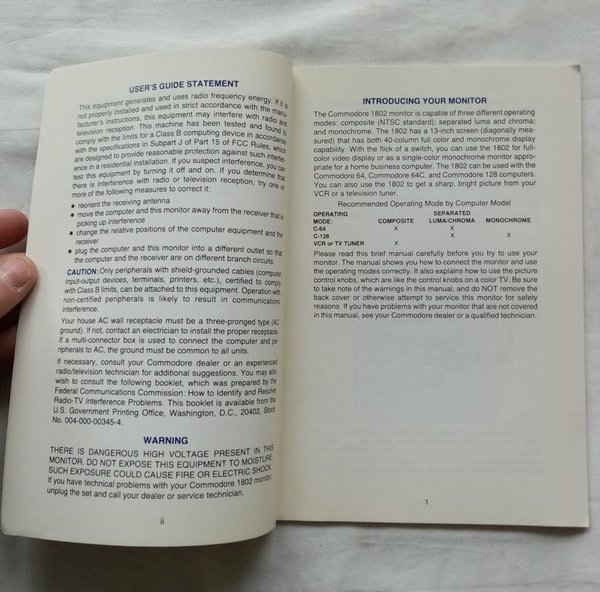 USER'S GUIDE STATEMENT
This equipment generates and uses radio frequency energy. If it is
not properly installed and used in strict accordance with the manu-
facturer's instructions, this equipment may interfere with radio and
television reception. This machine has been tested and found to
comply with the limits for a Class B computing device in accordance
with the specifications in Subpart J of Part 15 of FCC Rules, which
are designed to provide reasonable protection against such interfer-
ence in a residential installation. If you suspect interference, you can
test this equipment by turning it off and on. If you determine that
there is interference with radio or television reception, try one or
more of the following measures to correct it:
● reorient the receiving antenna
● move the computer and this monitor away from the receiver that is
picking up interference
● change the relative positions of the computer equipment and the
receiver
● plug the computer and this monitor into a different outlet so that
the computer and the receiver are on different branch circuits.
CAUTION: Only peripherals with shield-grounded cables (computer
input-output devices, terminals, printers, etc.), certified to comply
with Class B limits, can be attached to this equipment. Operation with
non-certified peripherals is likely to result in communications
interference.
Your house AC wall receptacle must be a three-pronged type (AC
ground). If not, contact an electrician to install the proper receptacle.
If a multi-connector box is used to connect the computer and pe-
ripherals to AC, the ground must be common to all units.
If necessary, consult your Commodore dealer or an experienced
radio/television technician for additional suggestions. You may also
wish to consult the following booklet, which was prepared by the
Federal Communications Commission: How to Identify and Resolve
Radio-TV Interference Problems. This booklet is available from the
U.S. Government Printing Office, Washington, D.C., 20402, Stock
No. 004-000-00345-4.
WARNING
THERE IS DANGEROUS HIGH VOLTAGE PRESENT IN THIS
MONITOR. DO NOT EXPOSE THIS EQUIPMENT TO MOISTURE.
SUCH EXPOSURE COULD CAUSE FIRE OR ELECTRIC SHOCK.
If you have technical problems with your Commodore 1802 monitor,
unplug the set and call your dealer or service technician.
ii
INTRODUCING YOUR MONITOR
The Commodore 1802 monitor is capable of three different operating
modes: composite (NTSC standard); separated luma and chroma;
and monochrome. The 1802 has a 13-inch screen (diagonally mea-
sured) that has both 40-column full color and monochrome display
capability. With the flick of a switch, you can use the 1802 for full-
color video display or as a single-color monochrome monitor appro-
priate for a home business computer. The 1802 can be used with the
Commodore 64, Commodore 64C, and Commodore 128 computers.
You can also use the 1802 to get a sharp, bright picture from your
VCR or a television tuner.
Recommended Operating Mode by Computer Model
OPERATING SEPARATED
MODE: COMPOSITE LUMA/CHROMA MONOCHROME
C-64 X X
C-128 X X
VCR or TV TUNER X
Please read this brief manual carefully before you try to use your
monitor. The manual shows you how to connect the monitor and use
the operating modes correctly. It also explains how to use the picture
control knobs, which are like the control knobs on a color TV. Be sure
to take note of the warnings in this manual, and do NOT remove the
back cover or otherwise attempt to service this monitor for safety
reasons. If you have problems with your monitor that are not covered
in this manual, see your Commodore dealer or a qualified technician.
1